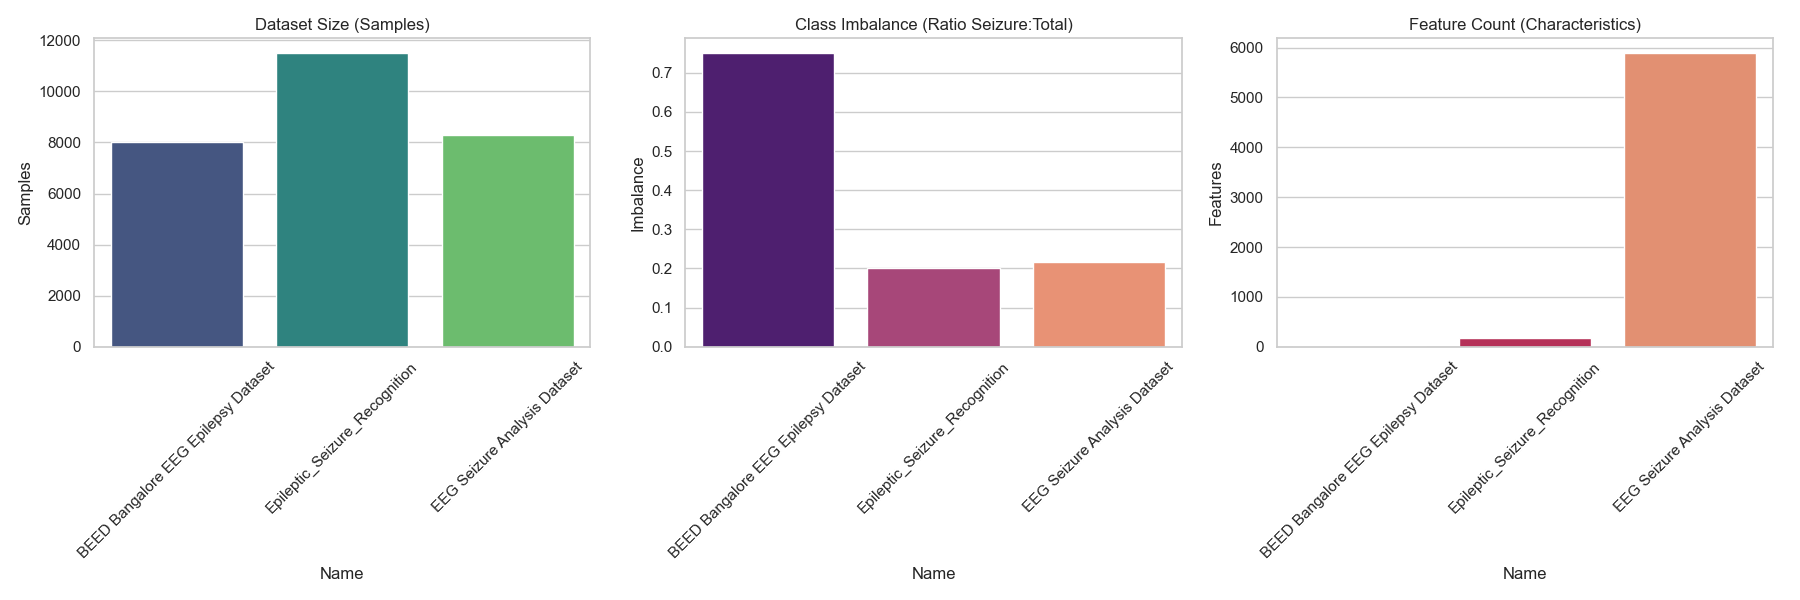 Dataset Size (Samples)
12000
10000
8000
6000
4000
2000
0
Samples
BEED Bangalore EEG Epilepsy Dataset
Epileptic_Seizure_Recognition
EEG Seizure Analysis Dataset
Name
Class Imbalance (Ratio Seizure:Total)
0.7
0.6
0.5
0.4
0.3
0.2
0.1
0.0
Imbalance
BEED Bangalore EEG Epilepsy Dataset
Epileptic_Seizure_Recognition
EEG Seizure Analysis Dataset
Name
Feature Count (Characteristics)
6000
5000
4000
3000
2000
1000
0
Features
BEED Bangalore EEG Epilepsy Dataset
Epileptic_Seizure_Recognition
EEG Seizure Analysis Dataset
Name